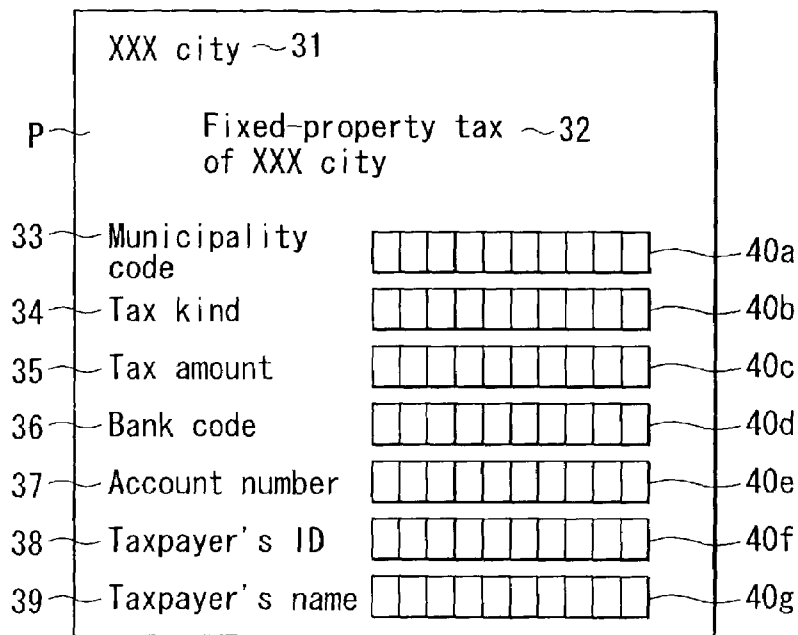 XXX city ~31
P~ Fixed-property tax ~32
of XXX city
33 Municipality
code 40a
34 Tax kind 40b
35 Tax amount 40c
36 Bank code 40d
37 Account number 40e
38 Taxpayer's ID 40f
39 Taxpayer's name 40g